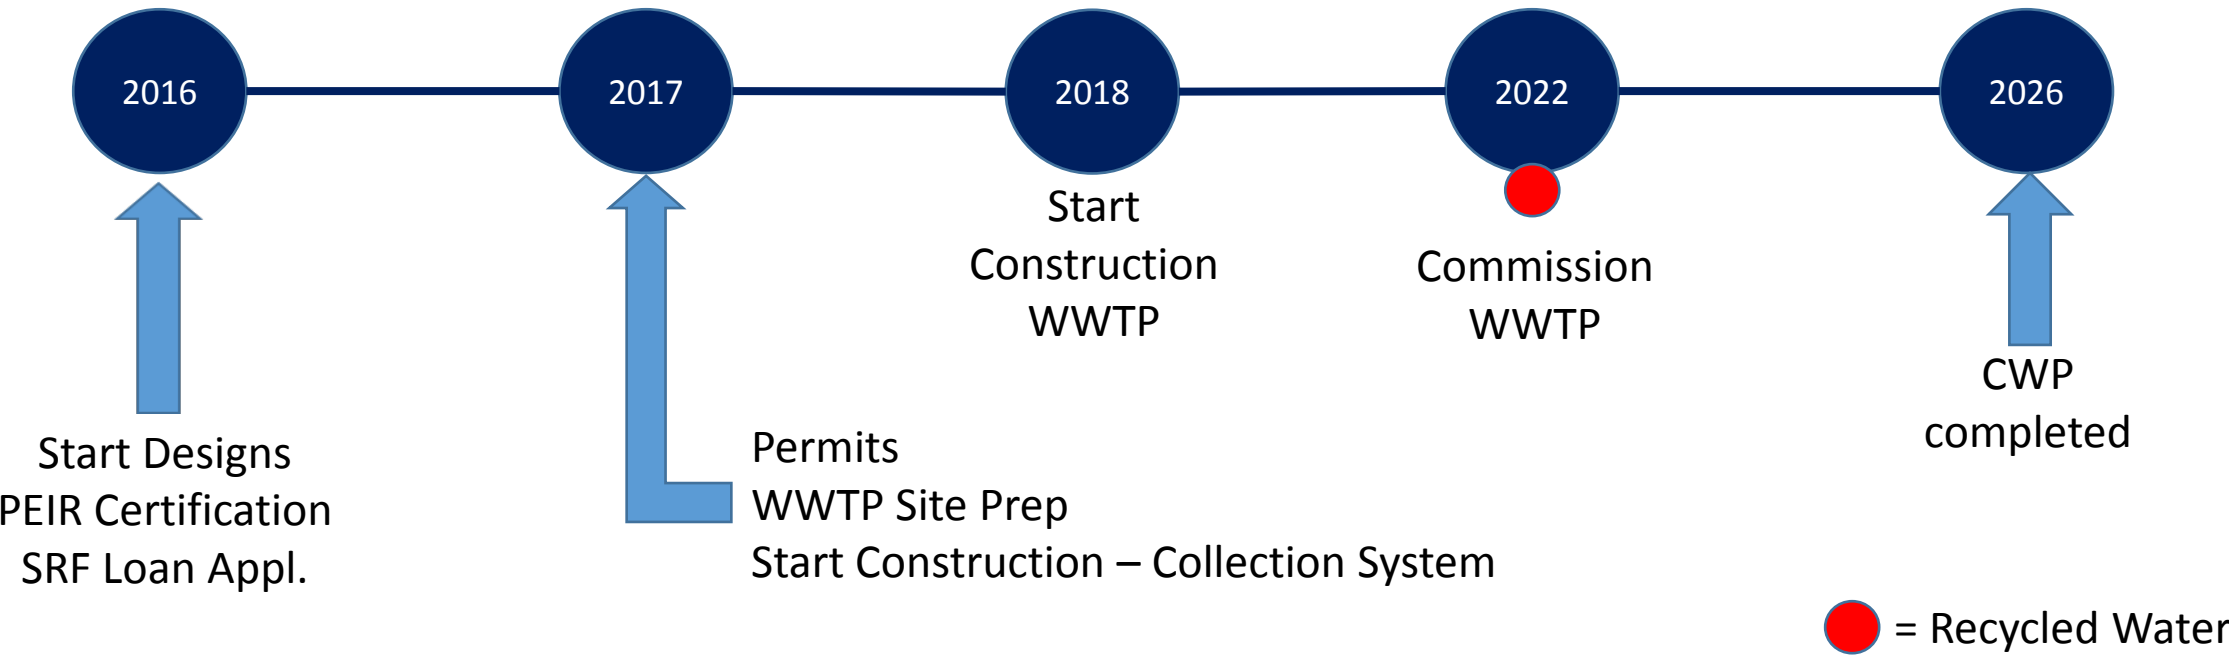 2016
2017
2018
2022
2026
Start
Construction
WWTP
Commission
WWTP
CWP
completed
Start Designs
PEIR Certification
SRF Loan Appl.
Permits
WWTP Site Prep
Start Construction – Collection System
= Recycled Water